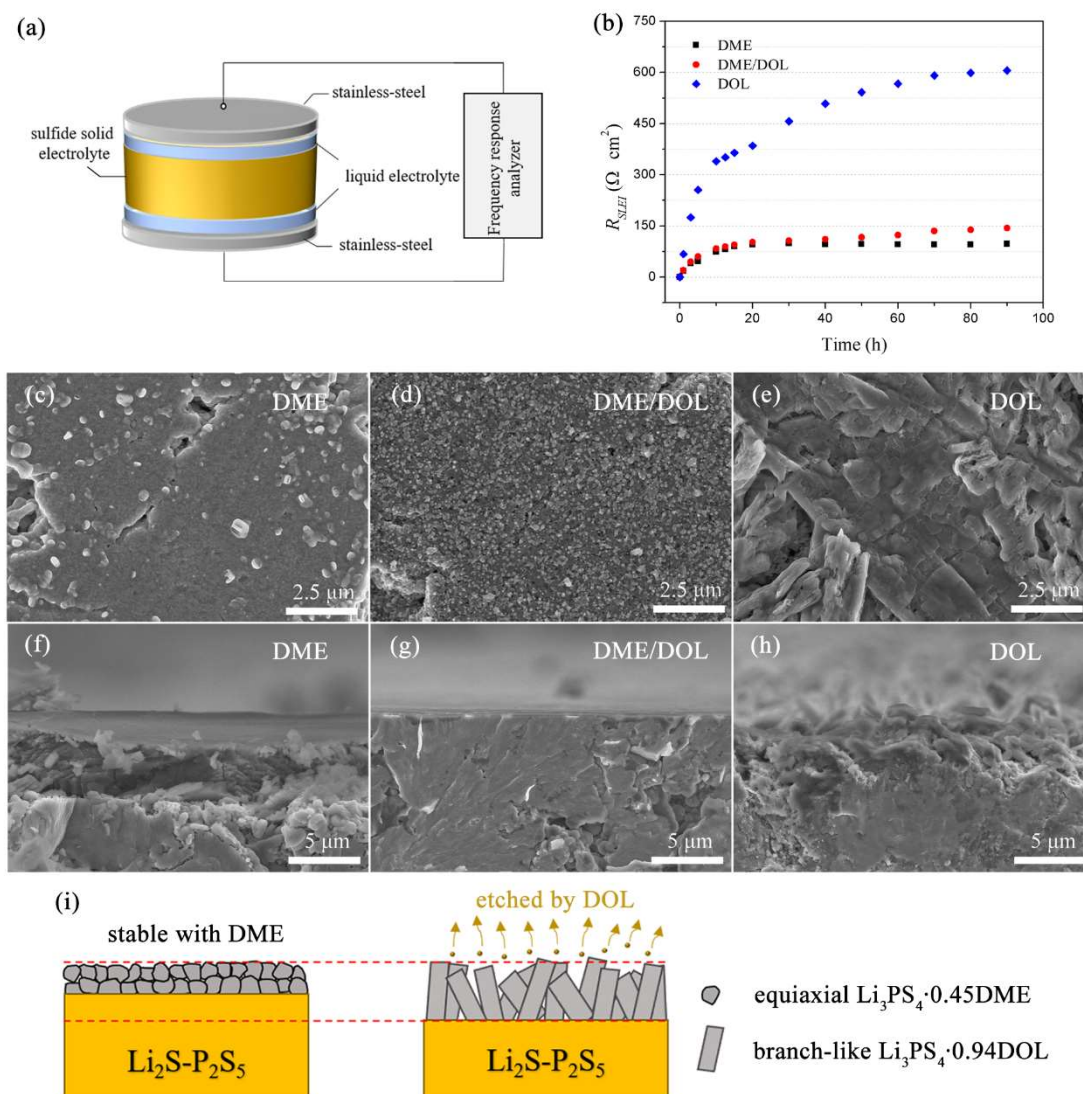 (a)
stainless-steel
sulfide solid
electrolyte
liquid electrolyte
stainless-steel
Frequency response
analyzer
(b)
750
600
450
300
150
0
R_SLEI (Ω cm²)
DME
DME/DOL
DOL
0
20
40
60
80
100
Time (h)
(c)
DME
2.5 μm
(d)
DME/DOL
2.5 μm
(e)
DOL
2.5 μm
(f)
DME
5 μm
(g)
DME/DOL
5 μm
(h)
DOL
5 μm
(i)
stable with DME
Li₂S-P₂S₅
etched by DOL
Li₂S-P₂S₅
equiaxial Li₃PS₄·0.45DME
branch-like Li₃PS₄·0.94DOL